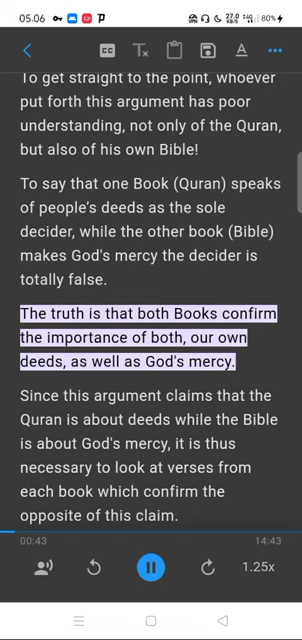 05.06
27.0
KB/s
4G
80%
CC
A
To get straight to the point, whoever
put forth this argument has poor
understanding, not only of the Quran,
but also of his own Bible!
To say that one Book (Quran) speaks
of people’s deeds as the sole
decider, while the other book (Bible)
makes God's mercy the decider is
totally false.
The truth is that both Books confirm
the importance of both, our own
deeds, as well as God's mercy.
Since this argument claims that the
Quran is about deeds while the Bible
is about God's mercy, it is thus
necessary to look at verses from
each book which confirm the
opposite of this claim.
00:43
14:43
1.25x